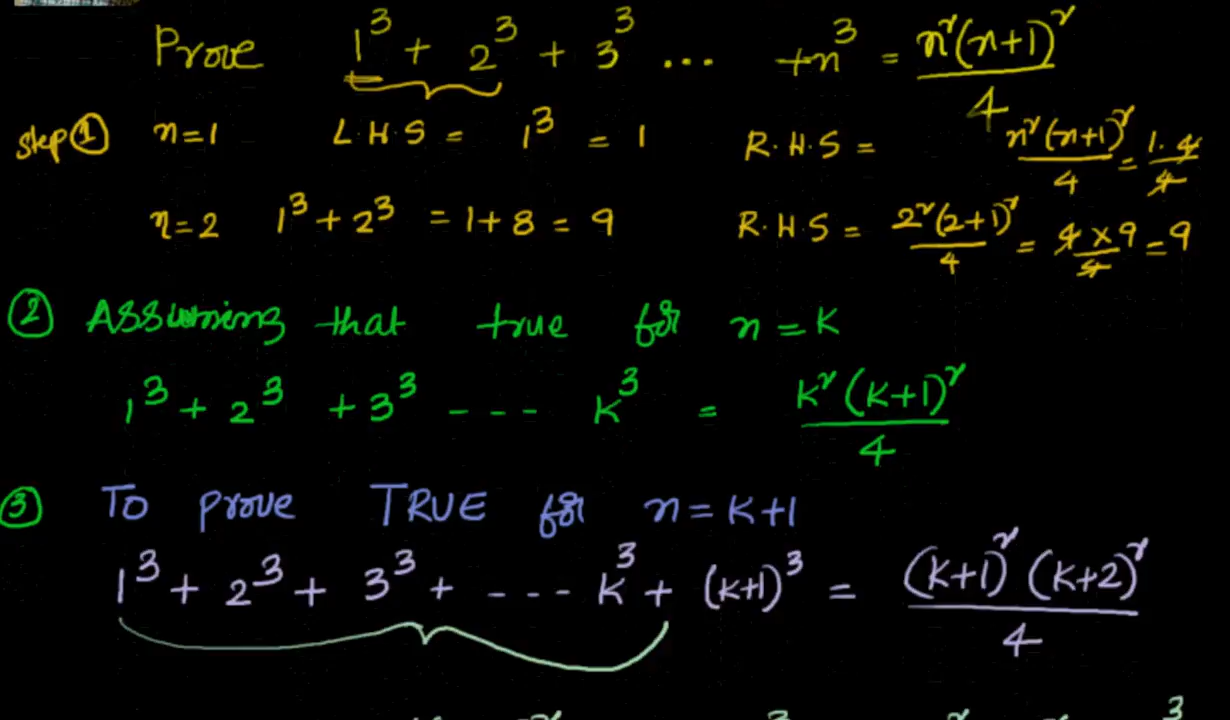 Prove 1³ + 2³ + 3³ ... +n³ = n²(n+1)²/4
step ① n=1 L.H.S = 1³ = 1 R.H.S = n²(n+1)²/4 = 1.4/4
n=2 1³+2³ = 1+8 = 9 R.H.S = 2²(2+1)²/4 = 4×9/4 = 9
② Assuming that true for n=K
1³ + 2³ + 3³ --- K³ = K²(K+1)²/4
③ To prove TRUE for n=K+1
1³ + 2³ + 3³ + --- K³ + (K+1)³ = (K+1)²(K+2)²/4